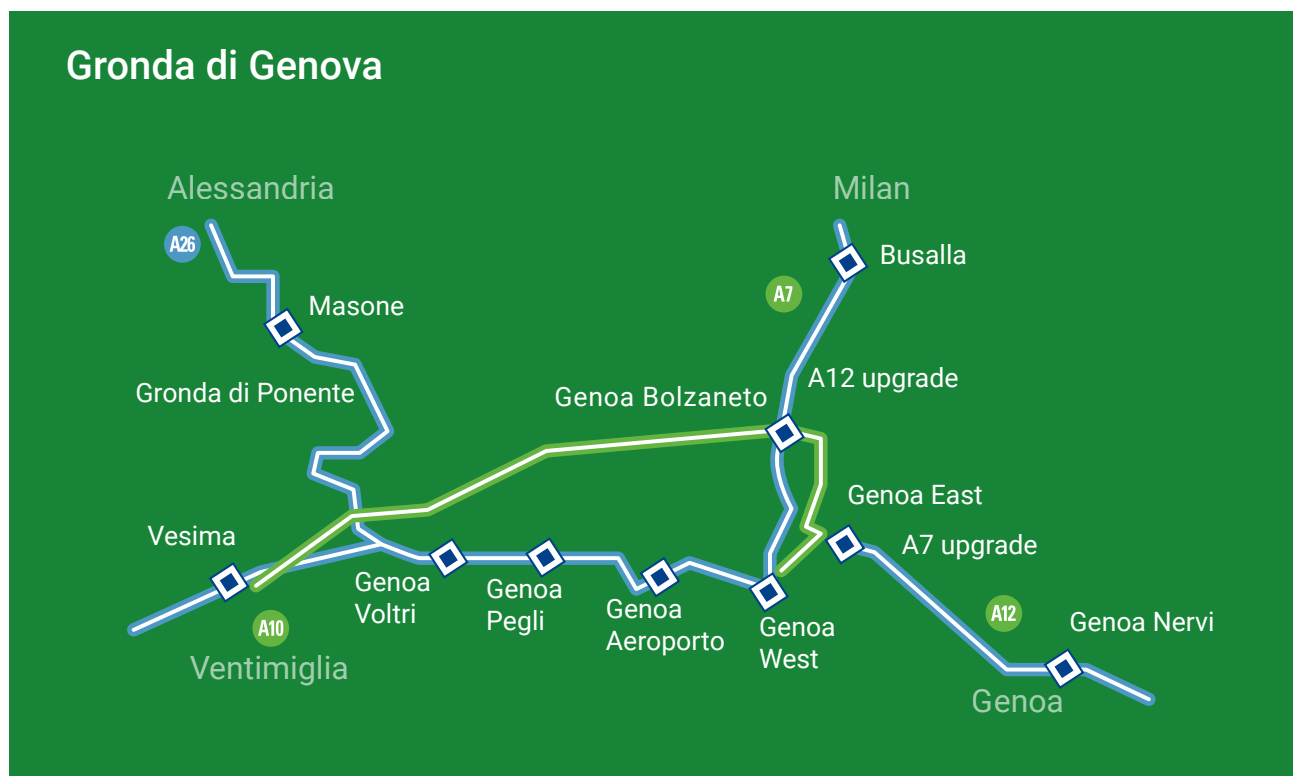 Gronda di Genova
Alessandria
Milan
A26
Busalla
A7
Masone
A12 upgrade
Gronda di Ponente
Genoa Bolzaneto
Genoa East
Vesima
A7 upgrade
Genoa
Voltri
Genoa
Pegli
Genoa
Aeroporto
Genoa
West
A12
Genoa Nervi
A10
Ventimiglia
Genoa